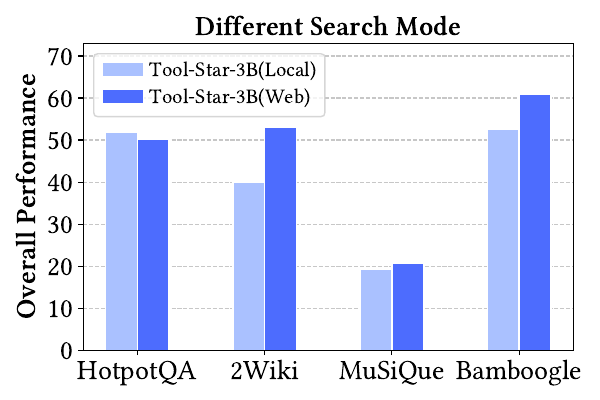 Different Search Mode
Overall Performance
70
60
50
40
30
20
10
0
Tool-Star-3B(Local)
Tool-Star-3B(Web)
HotpotQA 2Wiki MuSiQue Bamboogle